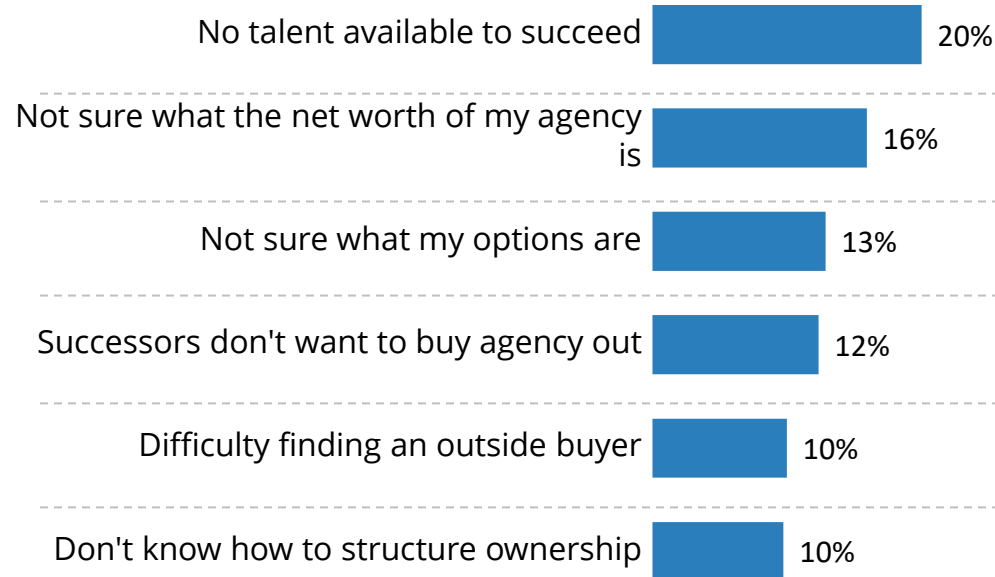 No talent available to succeed 20%
Not sure what the net worth of my agency
is 16%
Not sure what my options are 13%
Successors don't want to buy agency out 12%
Difficulty finding an outside buyer 10%
Don't know how to structure ownership 10%